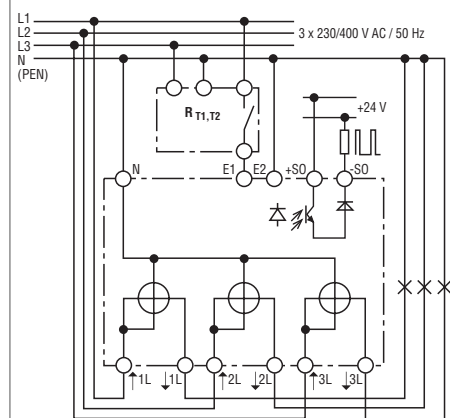 L1
L2
L3
N
(PEN)
3 x 230/400 V AC / 50 Hz
+24 V
R T1,T2
N
E1
E2
+SO
-SO
1L
1L
2L
2L
3L
3L